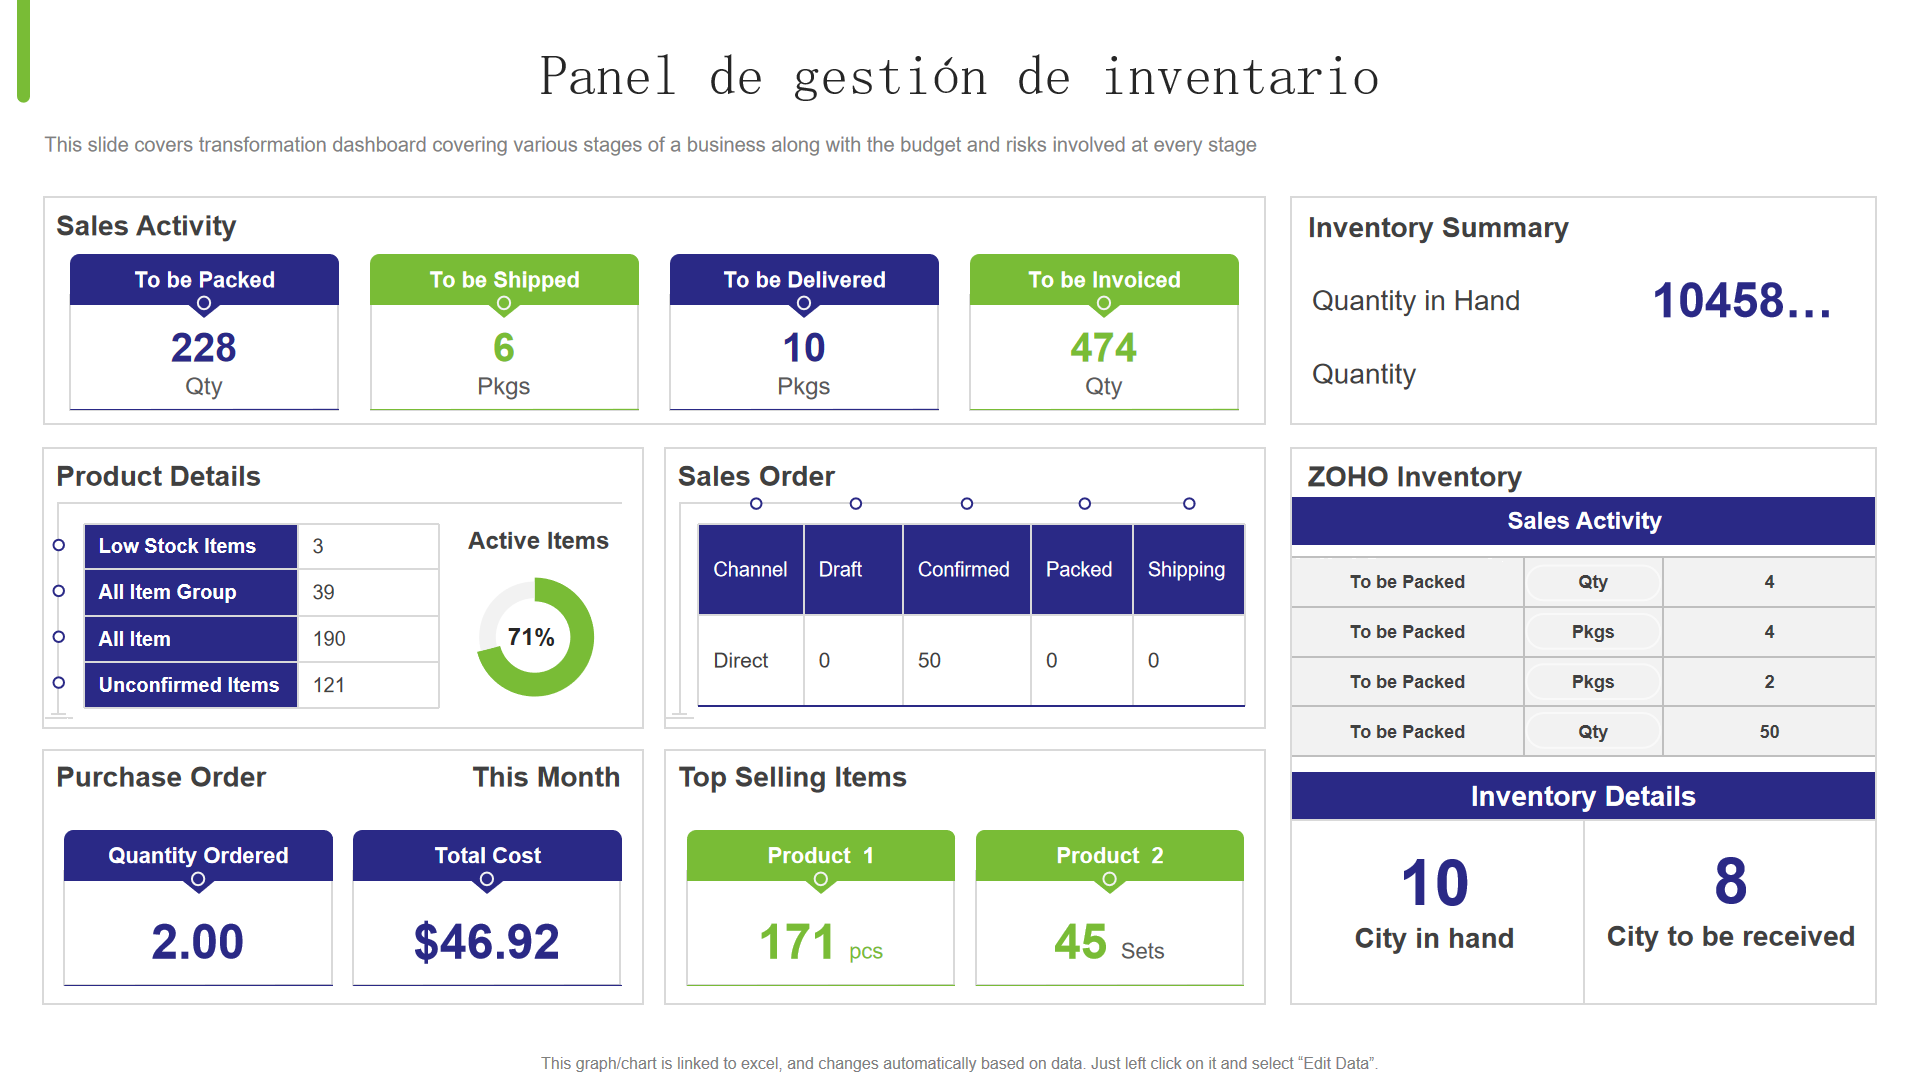 Panel de gestión de inventario
This slide covers transformation dashboard covering various stages of a business along with the budget and risks involved at every stage
Sales Activity
To be Packed
228
Qty
To be Shipped
6
Pkgs
To be Delivered
10
Pkgs
To be Invoiced
474
Qty
Inventory Summary
Quantity in Hand 10458...
Quantity
Product Details
Low Stock Items 3
All Item Group 39
All Item 190
Unconfirmed Items 121
Active Items
71%
Sales Order
Channel Draft Confirmed Packed Shipping
Direct 0 50 0 0
ZOHO Inventory
Sales Activity
To be Packed Qty 4
To be Packed Pkgs 4
To be Packed Pkgs 2
To be Packed Qty 50
Inventory Details
10
City in hand
8
City to be received
Purchase Order This Month
Quantity Ordered
2.00
Total Cost
$46.92
Top Selling Items
Product 1
171 pcs
Product 2
45 Sets
This graph/chart is linked to excel, and changes automatically based on data. Just left click on it and select “Edit Data”.